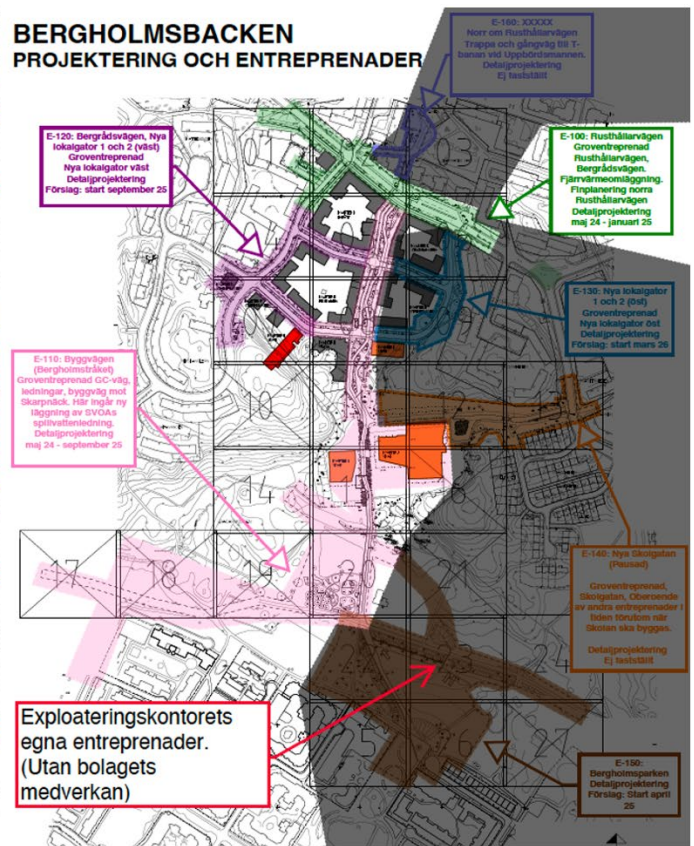 BERGHOLMSBACKEN
PROJEKTERING OCH ENTREPRENADER
E-160: XXXXX
Norr om Rusthållarvägen
Trappa och gångväg till T-
banan vid Uppbördsmannen.
Detaljprojektering
Ej fastställt
E-120: Bergrådsvägen, Nya
lokalgator 1 och 2 (väst)
Groventreprenad
Nya lokalgator väst
Detaljprojektering
Förslag: start september 25
E-100: Rusthållarvägen
Groventreprenad
Rusthållarvägen,
Bergrådsvägen,
Fjärrvärmeomläggning.
Finplanering norra
Rusthållarvägen
Detaljprojektering
maj 24 - januari 25
E-130: Nya lokalgator
1 och 2 (öst)
Groventreprenad
Nya lokalgator öst
Detaljprojektering
Förslag: start mars 26
E-110: Byggvägen
(Bergholmstråket)
Groventreprenad GC-väg,
ledningar, byggväg mot
Skarpnäck. Här ingår ny
läggning av SVOAs
spillvattenledning.
Detaljprojektering
maj 24 - september 25
10
14
17
18
19
21
24
E-140: Nya Skolgatan
(Pausad)
Groventreprenad,
Skolgatan, Oberoende
av andra entreprenader i
tiden förutom när
Skolan ska byggas.
Detaljprojektering
Ej fastställt
Exploateringskontorets
egna entreprenader.
(Utan bolagets
medverkan)
E-150:
Bergholmsparken
Detaljprojektering
Förslag: Start april
25